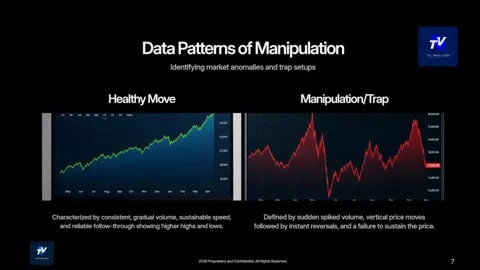 Data Patterns of Manipulation
Identifying market anomalies and trap setups
TV
Healthy Move
Manipulation/Trap
Characterized by consistent, gradual volume, sustainable speed,
and reliable follow-through showing higher highs and lows.
Defined by sudden spiked volume, vertical price moves
followed by instant reversals, and a failure to sustain the price.
TV
2026 Proprietary and Confidential. All Rights Reserved.
7